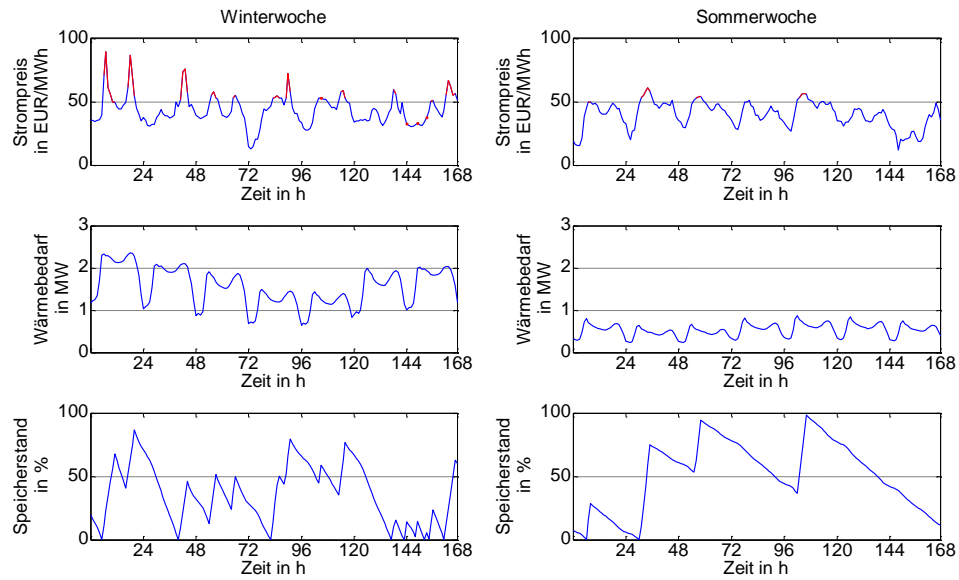 Winterwoche
Strompreis
in EUR/MWh
100
50
0
24 48 72 96 120 144 168
Zeit in h
Sommerwoche
Strompreis
in EUR/MWh
100
50
0
24 48 72 96 120 144 168
Zeit in h
Wärmebedarf
in MW
3
2
1
0
24 48 72 96 120 144 168
Zeit in h
Wärmebedarf
in MW
3
2
1
0
24 48 72 96 120 144 168
Zeit in h
Speicherstand
in %
100
50
0
24 48 72 96 120 144 168
Zeit in h
Speicherstand
in %
100
50
0
24 48 72 96 120 144 168
Zeit in h